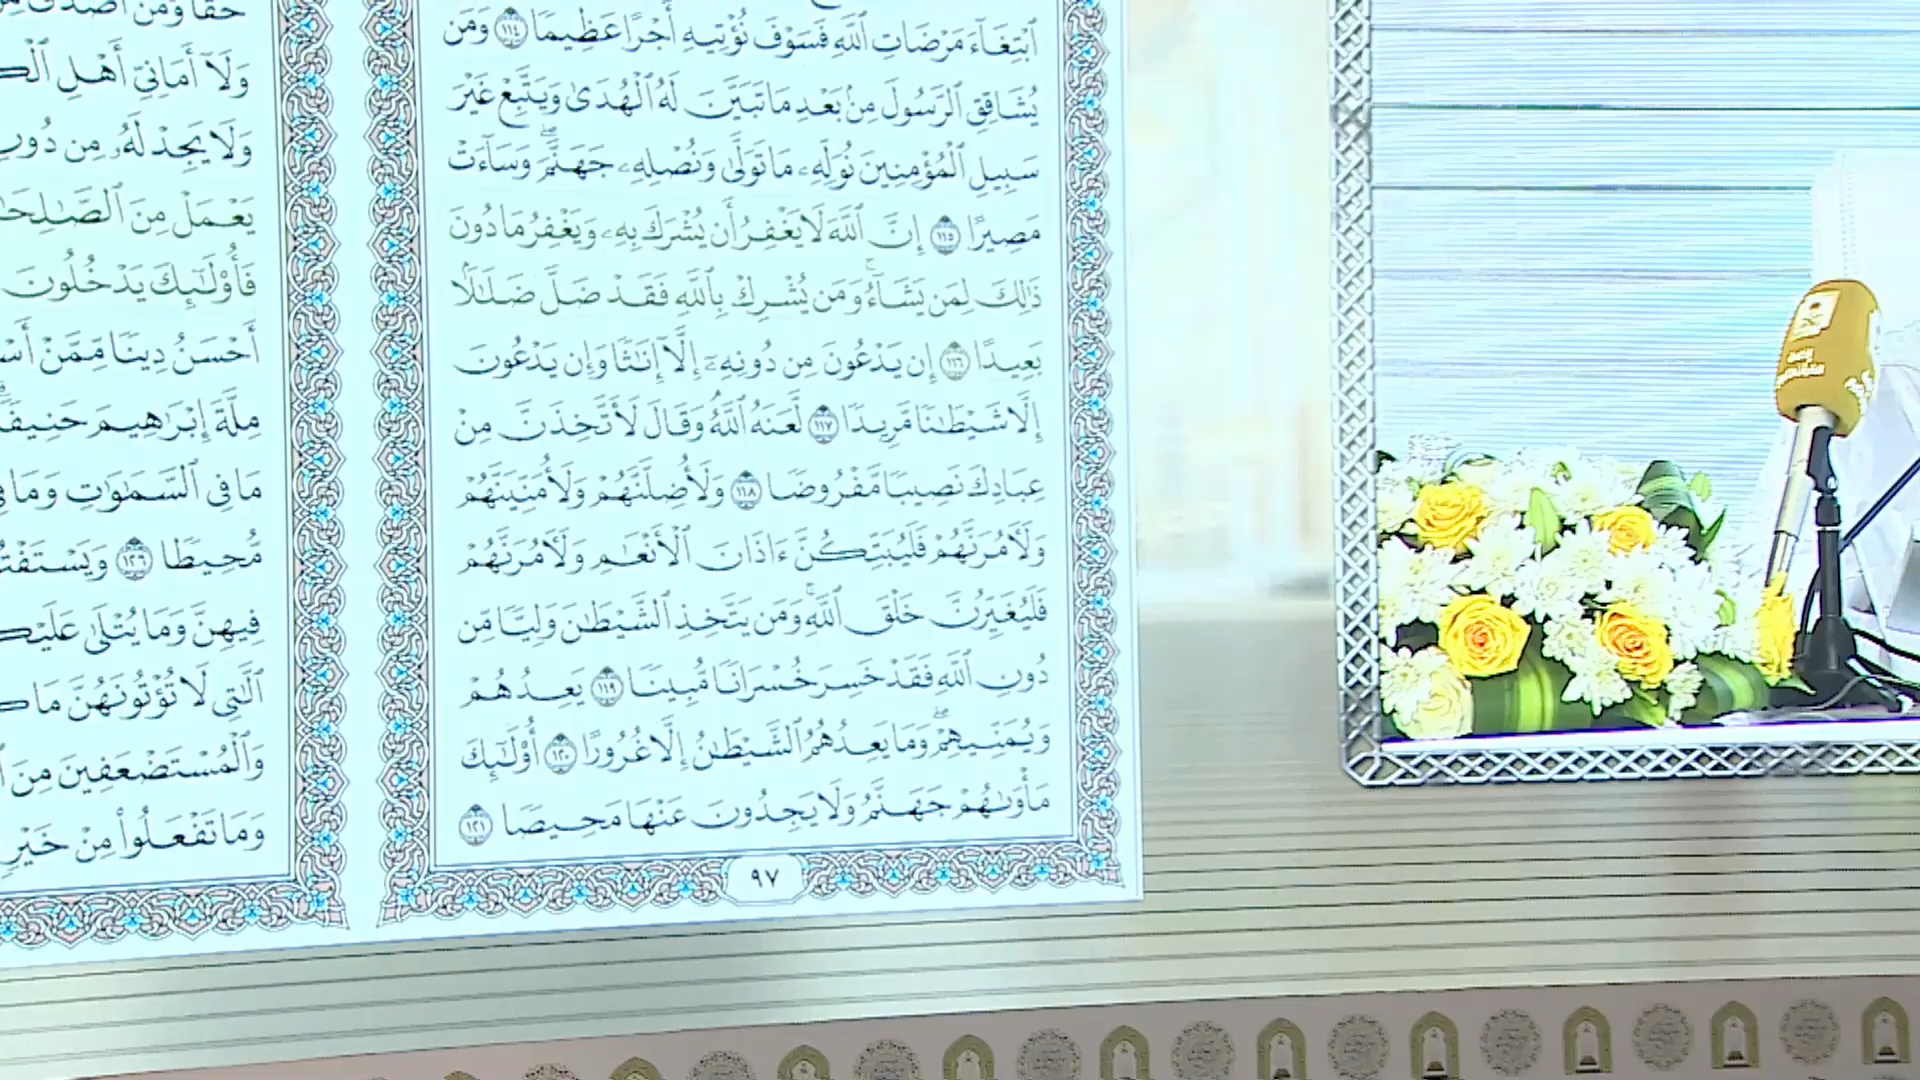 ٱبْتِغَآءَ مَرْضَاتِ ٱللَّهِ فَسَوْفَ نُؤْتِيهِ أَجْرًا عَظِيمًا ١١٤ وَمَن
يُشَاقِقِ ٱلرَّسُولَ مِنۢ بَعْدِ مَا تَبَيَّنَ لَهُ ٱلْهُدَىٰ وَيَتَّبِعْ غَيْرَ
سَبِيلِ ٱلْمُؤْمِنِينَ نُوَلِّهِۦ مَا تَوَلَّىٰ وَنُصْلِهِۦ جَهَنَّمَۖ وَسَآءَتْ
مَصِيرًا ١١٥ إِنَّ ٱللَّهَ لَا يَغْفِرُ أَن يُشْرَكَ بِهِۦ وَيَغْفِرُ مَا دُونَ
ذَٰلِكَ لِمَن يَشَآءُۚ وَمَن يُشْرِكْ بِٱللَّهِ فَقَدْ ضَلَّ ضَلَٰلًۢا
بَعِيدًا ١١٦ إِن يَدْعُونَ مِن دُونِهِۦٓ إِلَّآ إِنَٰثًا وَإِن يَدْعُونَ
إِلَّا شَيْطَٰنًا مَّرِيدًا ١١٧ لَّعَنَهُ ٱللَّهُۘ وَقَالَ لَأَتَّخِذَنَّ مِنْ
عِبَادِكَ نَصِيبًا مَّفْرُوضًا ١١٨ وَلَأُضِلَّنَّهُمْ وَلَأُمَنِّيَنَّهُمْ
وَلَءَامُرَنَّهُمْ فَلَيُبَتِّكُنَّ ءَاذَانَ ٱلْأَنْعَٰمِ وَلَءَامُرَنَّهُمْ
فَلَيُغَيِّرُنَّ خَلْقَ ٱللَّهِۚ وَمَن يَتَّخِذِ ٱلشَّيْطَٰنَ وَلِيًّا مِّن
دُونِ ٱللَّهِ فَقَدْ خَسِرَ خُسْرَانًا مُّبِينًا ١١٩ يَعِدُهُمْ
وَيُمَنِّيهِمْۖ وَمَا يَعِدُهُمُ ٱلشَّيْطَٰنُ إِلَّا غُرُورًا ١٢٠ أُو۟لَٰٓئِكَ
مَأْوَىٰهُمْ جَهَنَّمُ وَلَا يَجِدُونَ عَنْهَا مَحِيصًا ١٢١
٩٧
حَقًّا وَمَنْ أَصْدَقُ
وَلَآ أَمَانِىِّ أَهْلِ
وَلَا يَجِدْ لَهُۥ مِن
يَعْمَلْ مِنَ
فَأُو۟لَٰٓئِكَ يَدْخُلُونَ
أَحْسَنُ دِينًا مِّمَّنْ
مِلَّةَ إِبْرَٰهِيمَ
مَا فِى ٱلسَّمَٰوَٰتِ وَمَا
مُّحِيطًا ١٢٦
فِيهِنَّ وَمَا يُتْلَىٰ
ٱلَّٰتِى لَا تُؤْتُونَهُنَّ مَا
وَٱلْمُسْتَضْعَفِينَ مِنَ
وَمَا تَفْعَلُوا۟ مِنْ خَيْرٍ